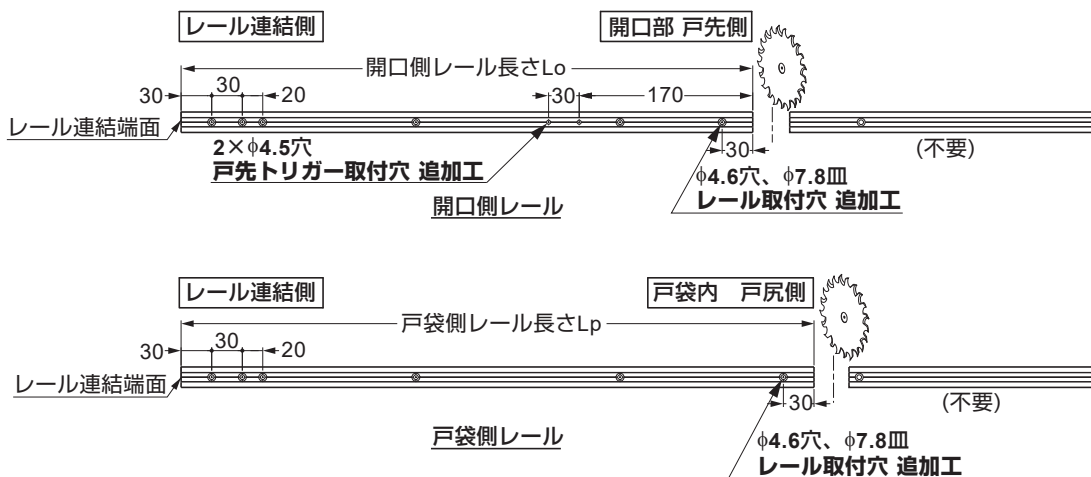 レール連結側
開口部 戸先側
開口側レール長さLo
30
30
20
30
170
レール連結端面
2×φ4.5穴
戸先トリガー取付穴 追加工
30
(不要)
φ4.6穴、φ7.8皿
レール取付穴 追加工
開口側レール
レール連結側
戸袋内 戸尻側
戸袋側レール長さLp
30
30
20
レール連結端面
30
(不要)
戸袋側レール
φ4.6穴、φ7.8皿
レール取付穴 追加工